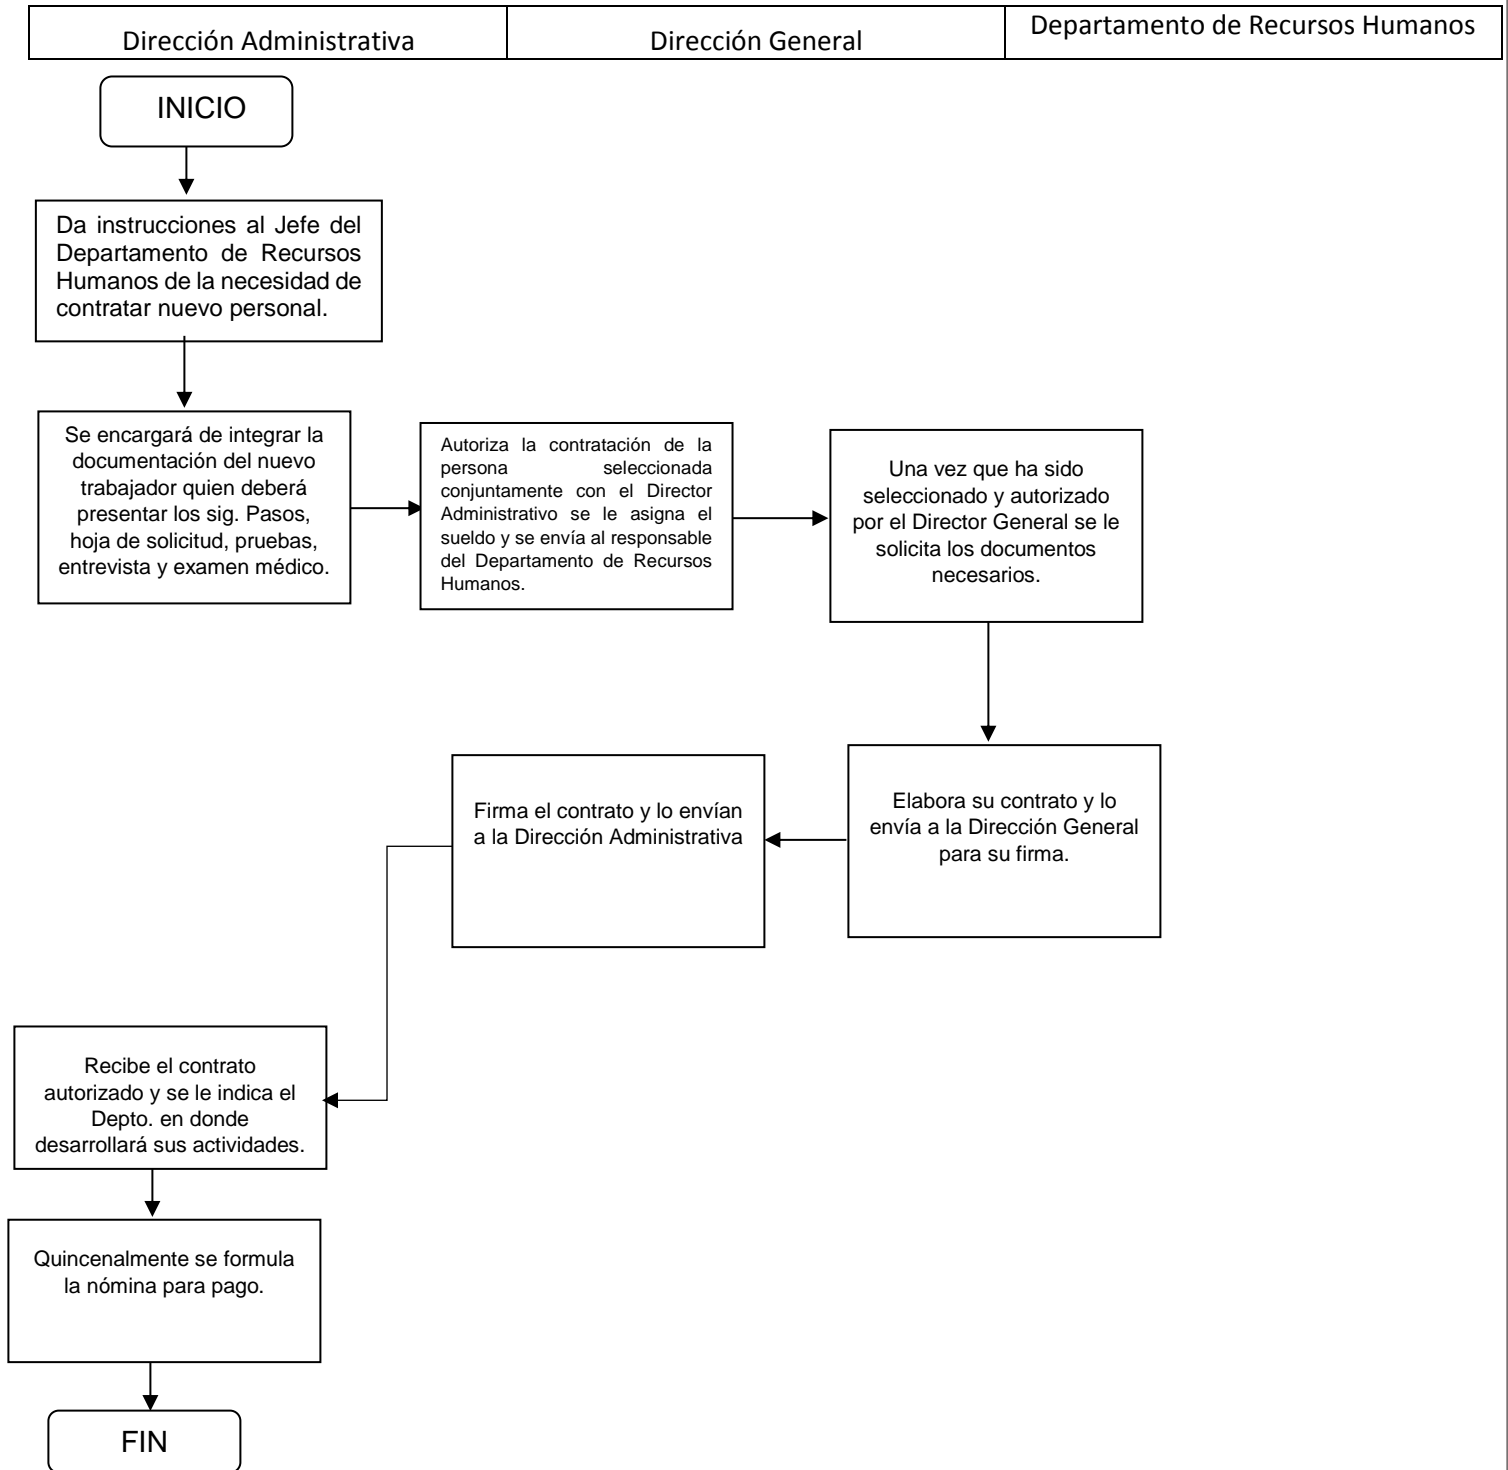 Dirección Administrativa
Dirección General
Departamento de Recursos Humanos
INICIO
Da instrucciones al Jefe del
Departamento de Recursos
Humanos de la necesidad de
contratar nuevo personal.
Se encargará de integrar la
documentación del nuevo
trabajador quien deberá
presentar los sig. Pasos,
hoja de solicitud, pruebas,
entrevista y examen médico.
Autoriza la contratación de la
persona seleccionada
conjuntamente con el Director
Administrativo se le asigna el
sueldo y se envía al responsable
del Departamento de Recursos
Humanos.
Una vez que ha sido
seleccionado y autorizado
por el Director General se le
solicita los documentos
necesarios.
Elabora su contrato y lo
envía a la Dirección General
para su firma.
Firma el contrato y lo envían
a la Dirección Administrativa
Recibe el contrato
autorizado y se le indica el
Depto. en donde
desarrollará sus actividades.
Quincenalmente se formula
la nómina para pago.
FIN